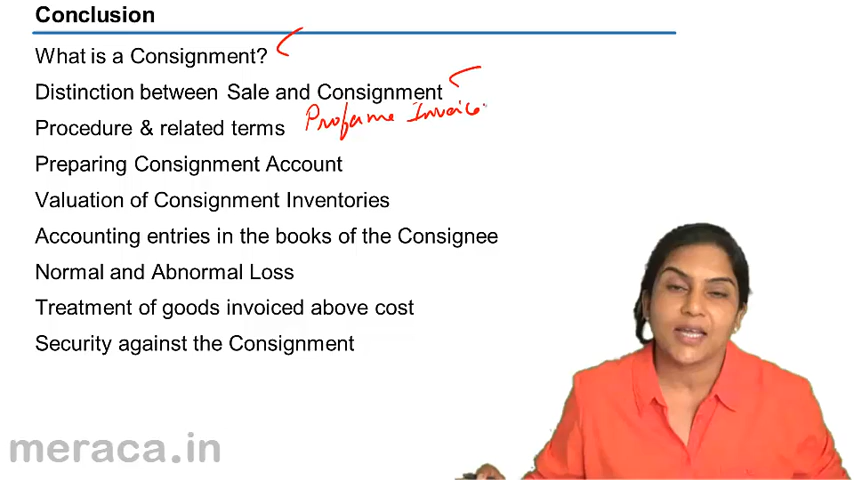 Conclusion
What is a Consignment?
Distinction between Sale and Consignment
Procedure & related terms Proforma Invoice
Preparing Consignment Account
Valuation of Consignment Inventories
Accounting entries in the books of the Consignee
Normal and Abnormal Loss
Treatment of goods invoiced above cost
Security against the Consignment
meraca.in